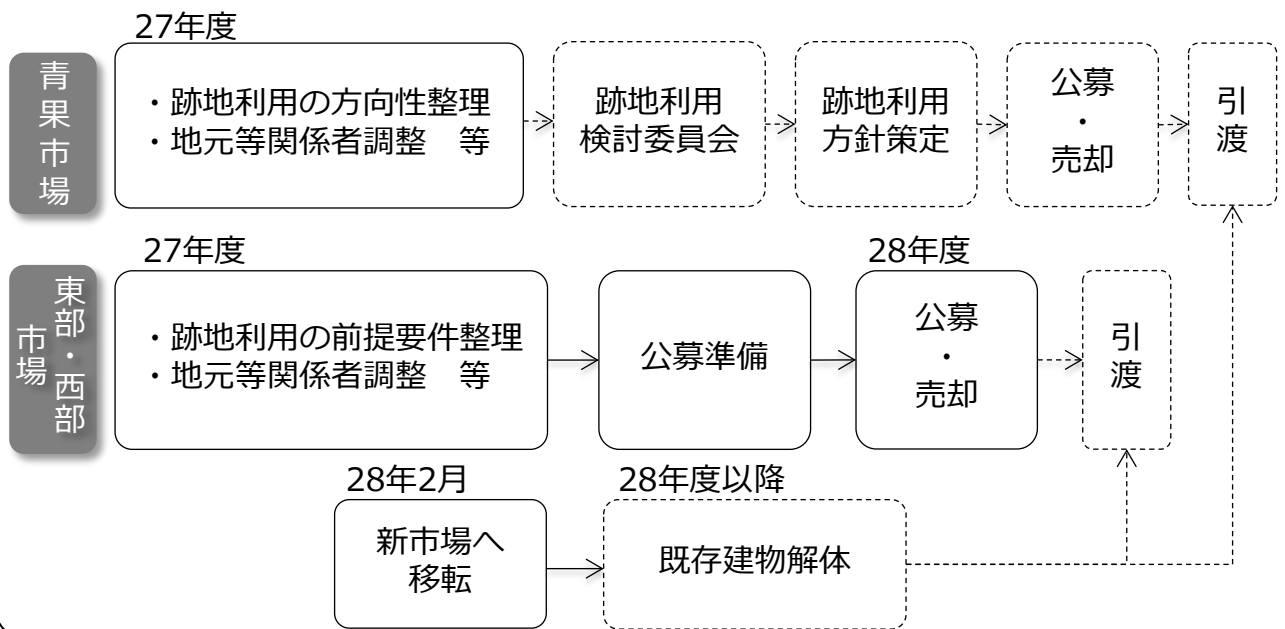 27年度
青果市場
・跡地利用の方向性整理
・地元等関係者調整　等
跡地利用
検討委員会
跡地利用
方針策定
公募
・
売却
引渡
27年度
28年度
東部・西部
市場
・跡地利用の前提要件整理
・地元等関係者調整　等
公募準備
公募
・
売却
引渡
28年2月
28年度以降
新市場へ
移転
既存建物解体